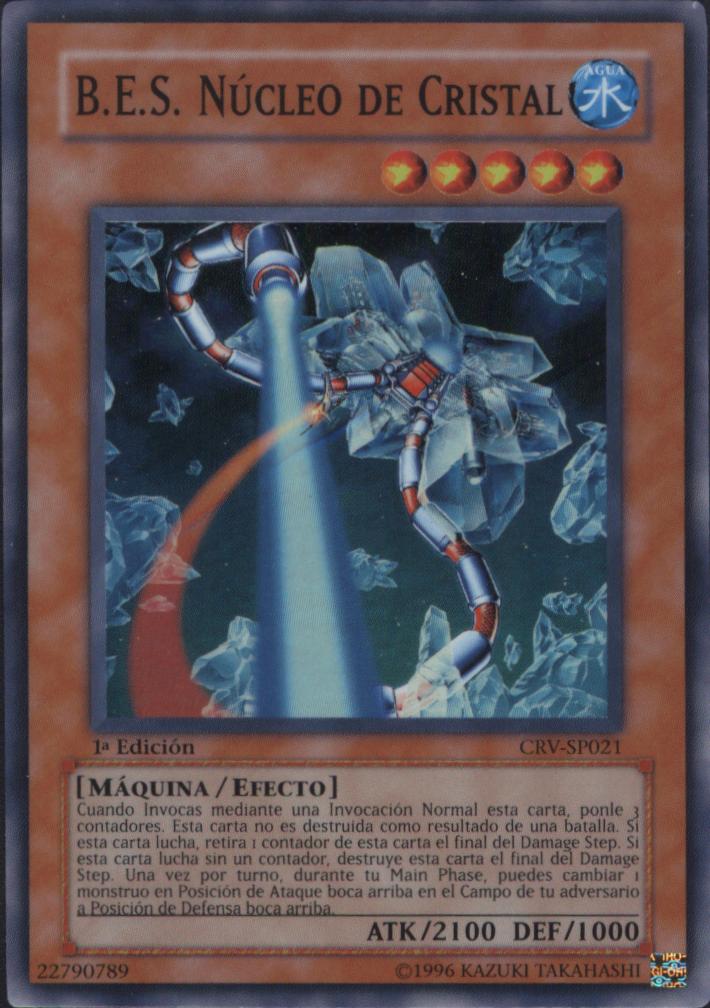 B.E.S. Núcleo de Cristal
AGUA
水
1ª Edición
CRV-SP021
[Máquina / Efecto]
Cuando Invocas mediante una Invocación Normal esta carta, ponle 3
contadores. Esta carta no es destruida como resultado de una batalla. Si
esta carta lucha, retira 1 contador de esta carta el final del Damage Step. Si
esta carta lucha sin un contador, destruye esta carta el final del Damage
Step. Una vez por turno, durante tu Main Phase, puedes cambiar 1
monstruo en Posición de Ataque boca arriba en el Campo de tu adversario
a Posición de Defensa boca arriba.
ATK/2100 DEF/1000
22790789
©1996 KAZUKI TAKAHASHI